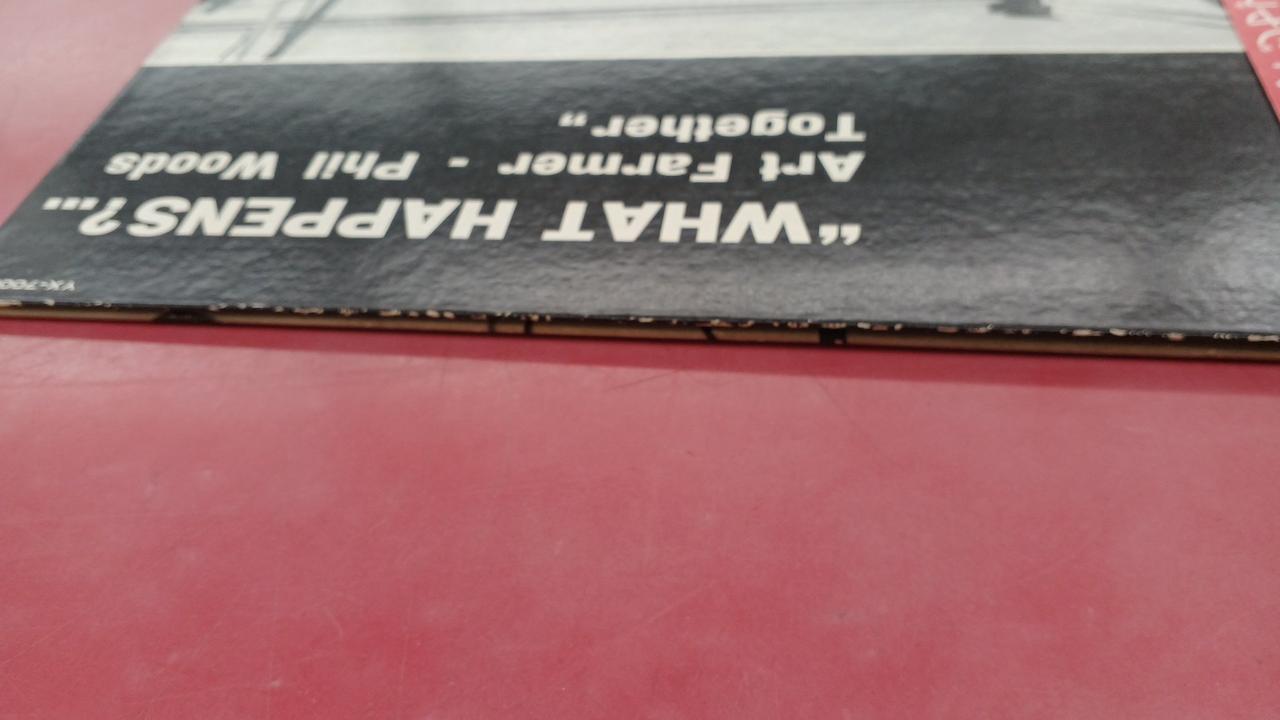 "WHAT HAPPENS?...
Art Farmer - Phil Woods
Together"